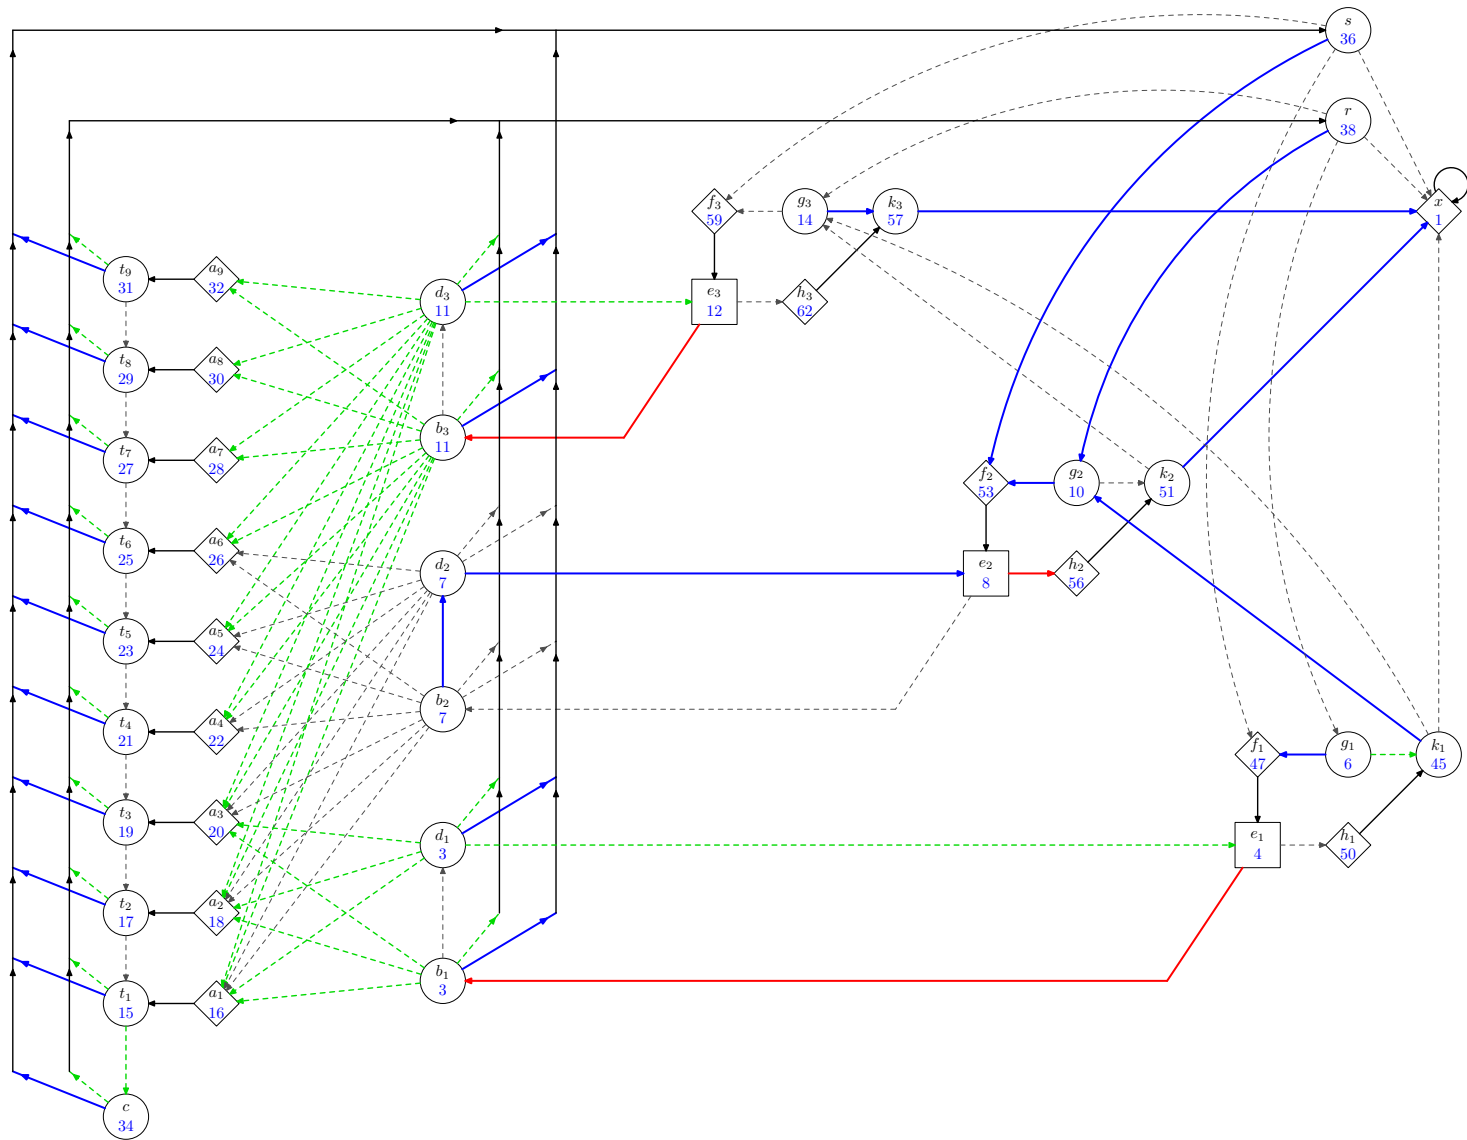 s
36
r
38
f₃
59
g₃
14
k₃
57
x
1
t₉
31
a₉
32
d₃
11
e₃
12
h₃
62
t₈
29
a₈
30
b₃
11
t₇
27
a₇
28
f₂
53
g₂
10
k₂
51
t₆
25
a₆
26
d₂
7
e₂
8
h₂
56
t₅
23
a₅
24
b₂
7
t₄
21
a₄
22
f₁
47
g₁
6
k₁
45
t₃
19
a₃
20
d₁
3
e₁
4
h₁
50
t₂
17
a₂
18
b₁
3
t₁
15
a₁
16
c
34